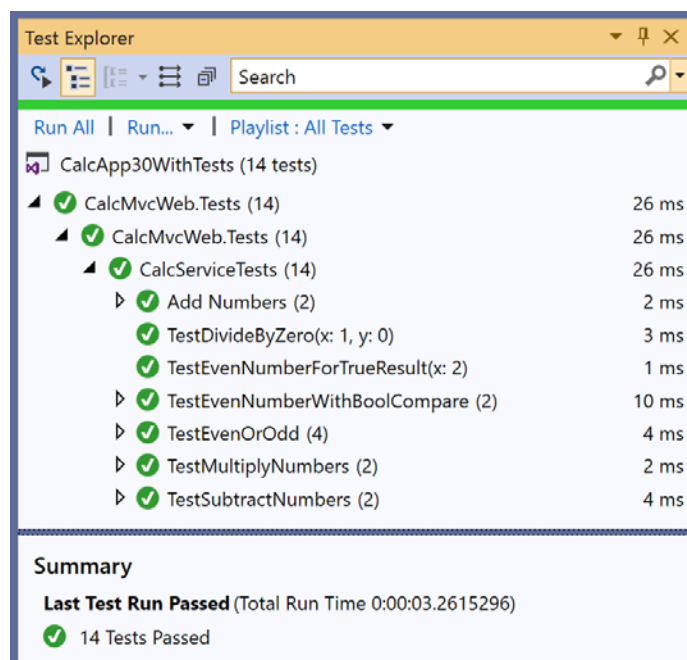 Test Explorer
Search
Run All | Run... | Playlist : All Tests
CalcApp30WithTests (14 tests)
CalcMvcWeb.Tests (14) 26 ms
CalcMvcWeb.Tests (14) 26 ms
CalcServiceTests (14) 26 ms
Add Numbers (2) 2 ms
TestDivideByZero(x: 1, y: 0) 3 ms
TestEvenNumberForTrueResult(x: 2) 1 ms
TestEvenNumberWithBoolCompare (2) 10 ms
TestEvenOrOdd (4) 4 ms
TestMultiplyNumbers (2) 2 ms
TestSubtractNumbers (2) 4 ms
Summary
Last Test Run Passed (Total Run Time 0:00:03.2615296)
14 Tests Passed